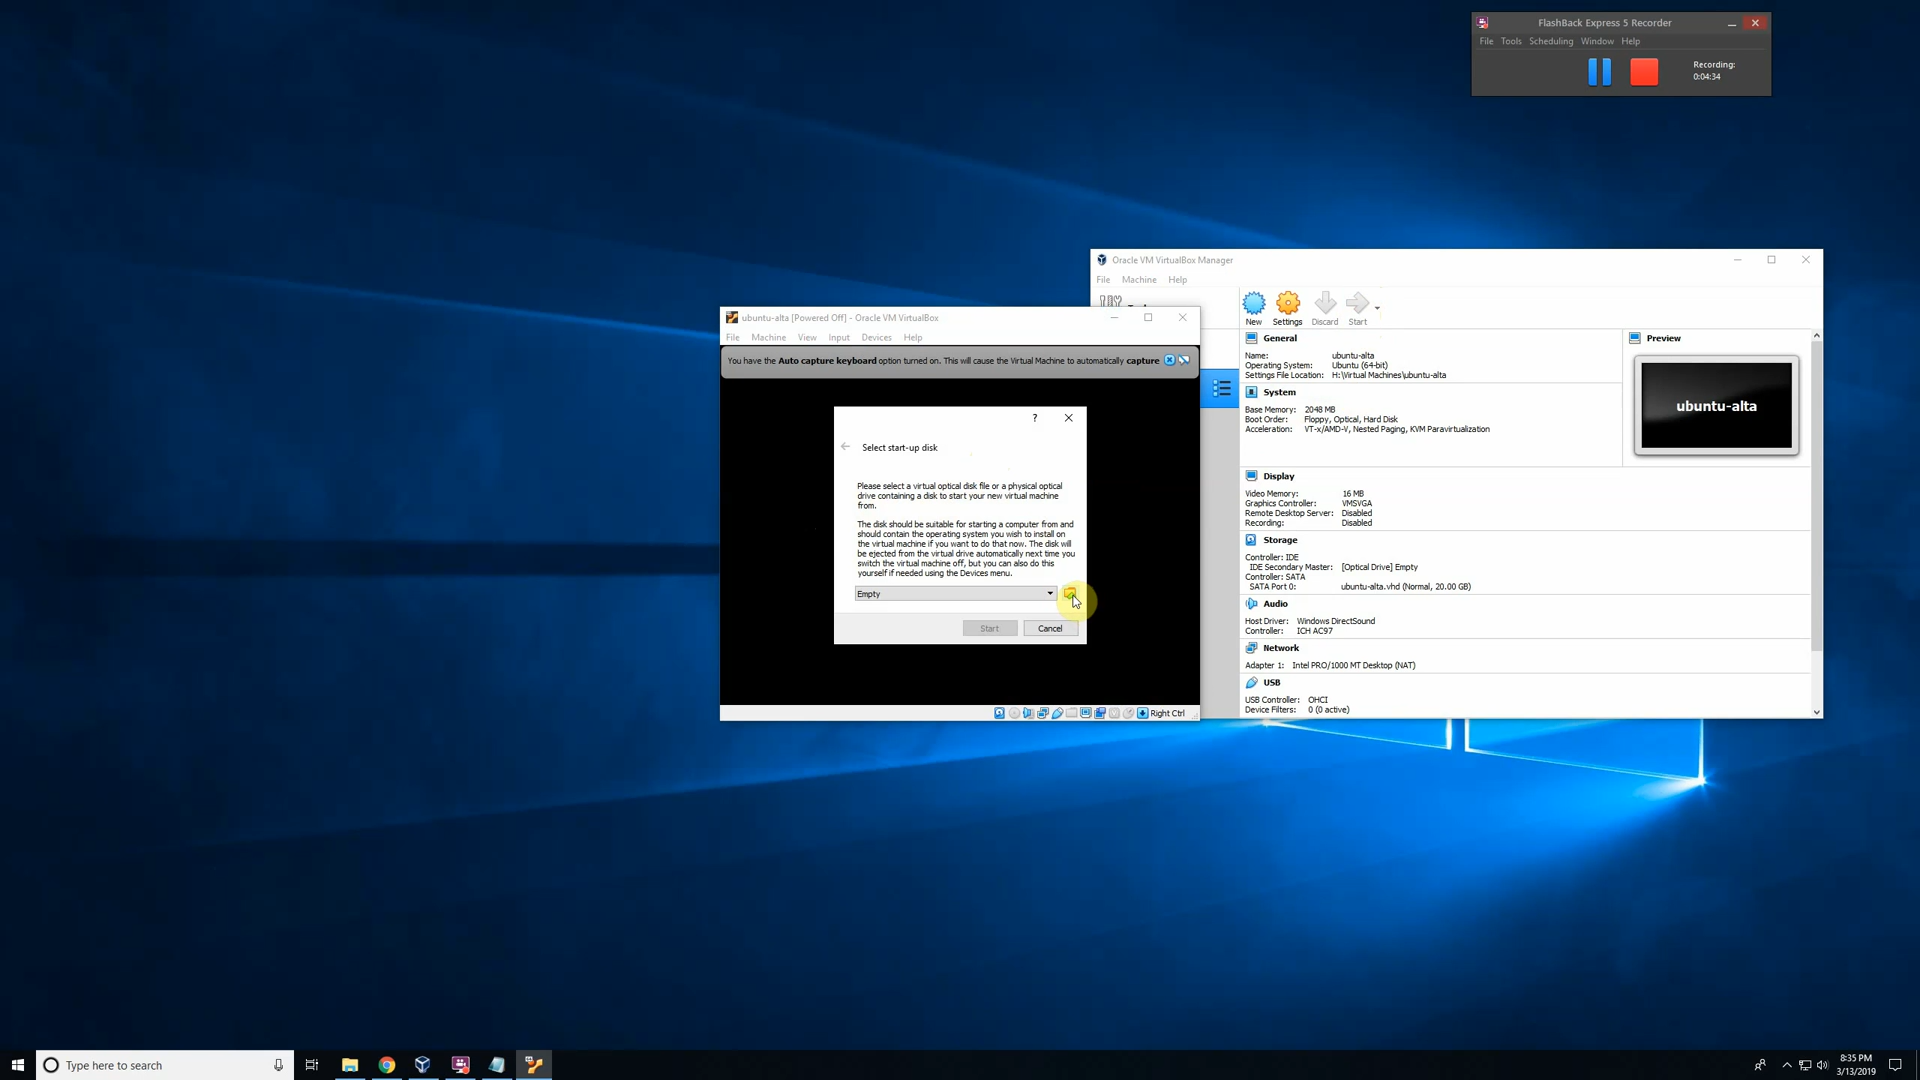 FlashBack Express 5 Recorder
File Tools Scheduling Window Help
Recording:
0:04:34
Oracle VM VirtualBox Manager
File Machine Help
New Settings Discard Start
General
Name: ubuntu-alta
Operating System: Ubuntu (64-bit)
Settings File Location: H:\Virtual Machines\ubuntu-alta
System
Base Memory: 2048 MB
Boot Order: Floppy, Optical, Hard Disk
Acceleration: VT-x/AMD-V, Nested Paging, KVM Paravirtualization
Preview
ubuntu-alta
Display
Video Memory: 16 MB
Graphics Controller: VMSVGA
Remote Desktop Server: Disabled
Recording: Disabled
Storage
Controller: IDE
IDE Secondary Master: [Optical Drive] Empty
Controller: SATA
SATA Port 0: ubuntu-alta.vhd (Normal, 20.00 GB)
Audio
Host Driver: Windows DirectSound
Controller: ICH AC97
Network
Adapter 1: Intel PRO/1000 MT Desktop (NAT)
USB
USB Controller: OHCI
Device Filters: 0 (0 active)
ubuntu-alta [Powered Off] - Oracle VM VirtualBox
File Machine View Input Devices Help
You have the Auto capture keyboard option turned on. This will cause the Virtual Machine to automatically capture
?
Select start-up disk
Please select a virtual optical disk file or a physical optical
drive containing a disk to start your new virtual machine
from.
The disk should be suitable for starting a computer from and
should contain the operating system you wish to install on
the virtual machine if you want to do that now. The disk will
be ejected from the virtual drive automatically next time you
switch the virtual machine off, but you can also do this
yourself if needed using the Devices menu.
Empty
Start Cancel
Right Ctrl
Type here to search
8:35 PM
3/13/2019